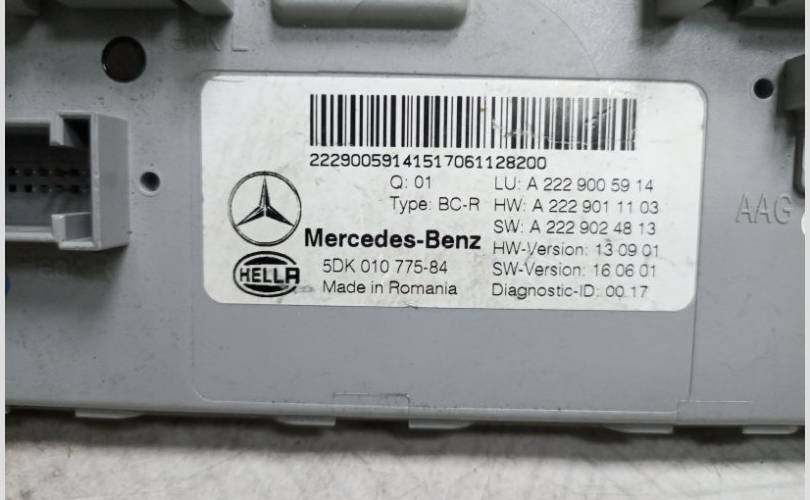 2229005914151706112​8200
Q: 01
Type: BC-R
LU: A 222 900 59 14
HW: A 222 901 11 03
SW: A 222 902 48 13
Mercedes-Benz
HW-Version: 13 09 01
HELLA
5DK 010 775-84
SW-Version: 16 06 01
Made in Romania
Diagnostic-ID: 00 17
AAG